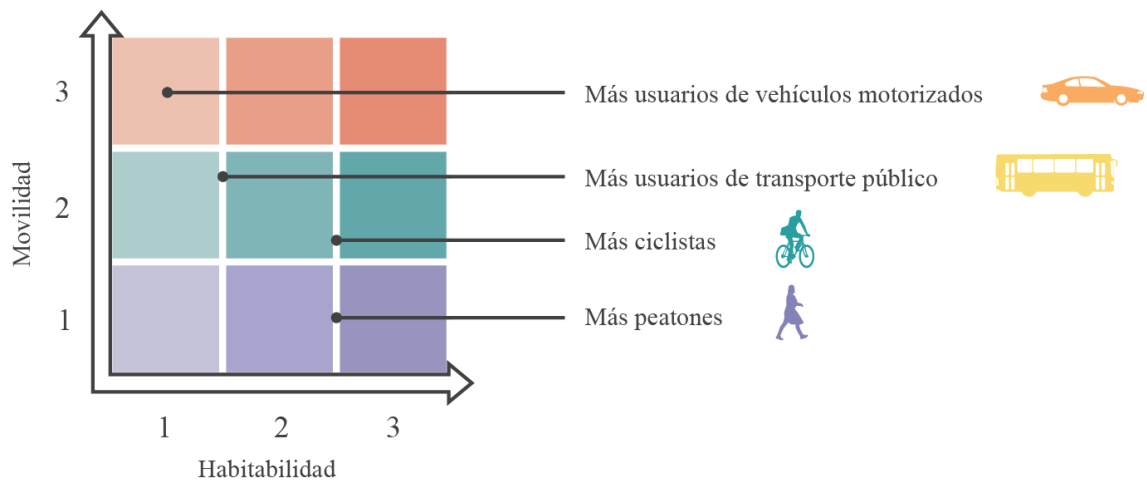 Movilidad
3
2
1
1
2
3
Habitabilidad
Más usuarios de vehículos motorizados
Más usuarios de transporte público
Más ciclistas
Más peatones